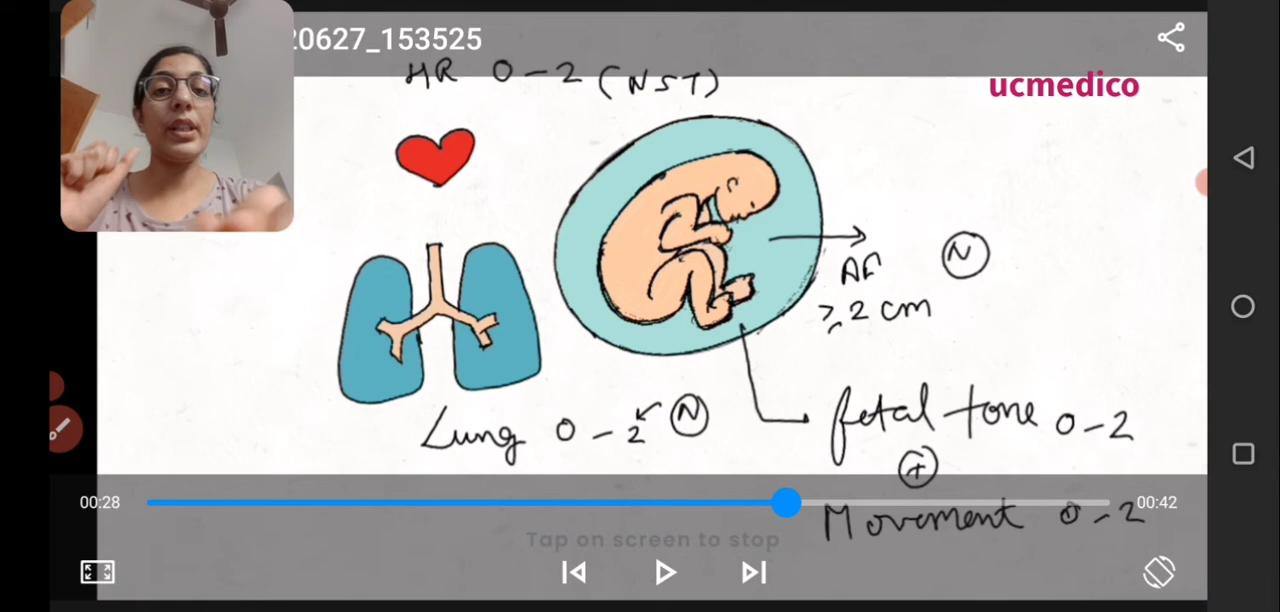 20627_153525
HR 0-2 (NST)
ucmedico
AF
≥2 cm
N
Lung 0-2 N
fetal tone 0-2
+
00:28
00:42
Movement 0-2
Tap on screen to stop